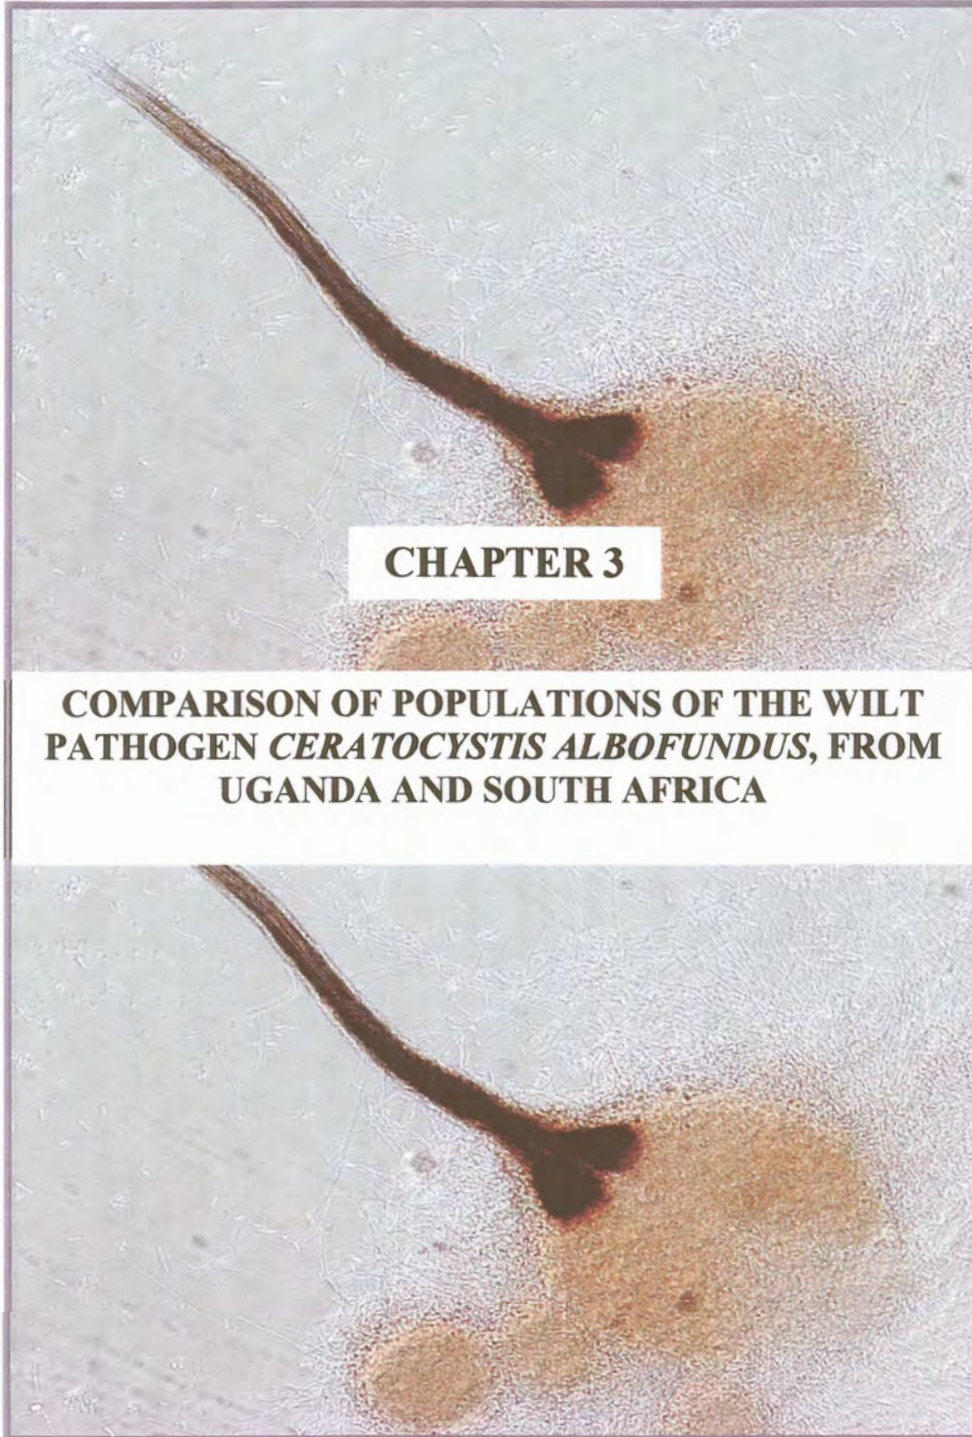 CHAPTER 3
COMPARISON OF POPULATIONS OF THE WILT
PATHOGEN CERATOCYSTIS ALBOFUNDUS, FROM
UGANDA AND SOUTH AFRICA